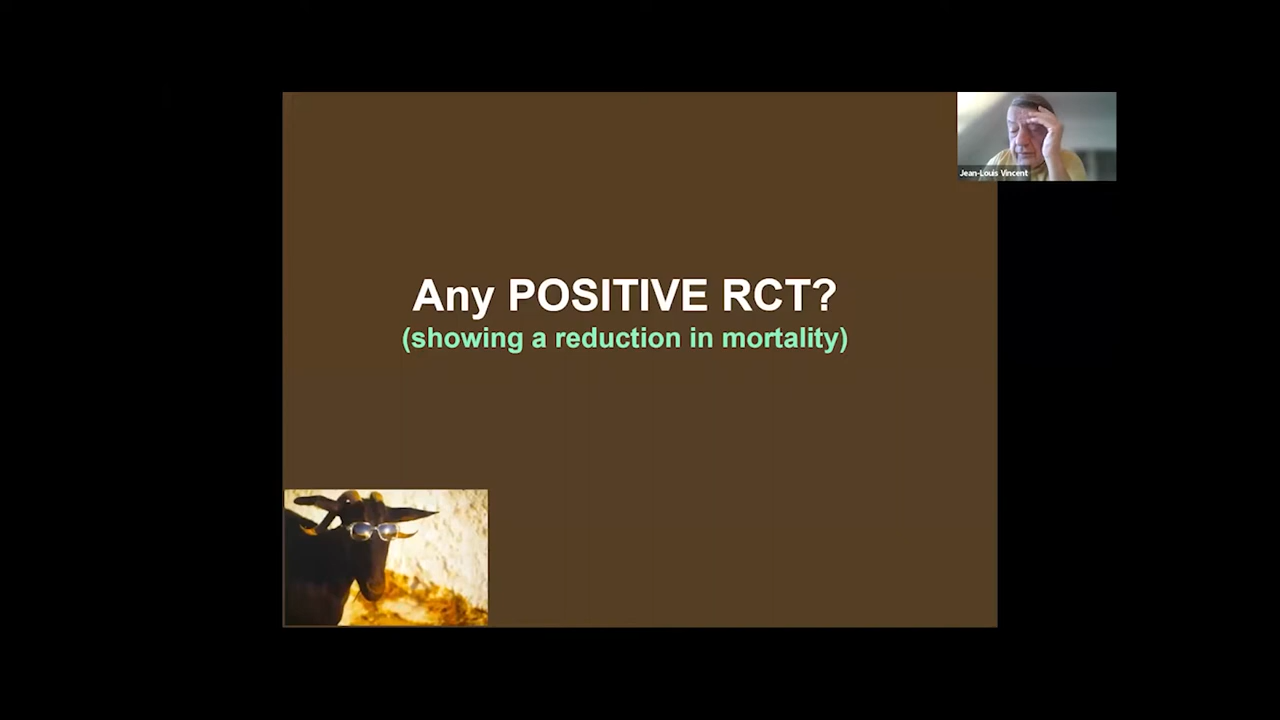 Jean-Louis Vincent
Any POSITIVE RCT?
(showing a reduction in mortality)